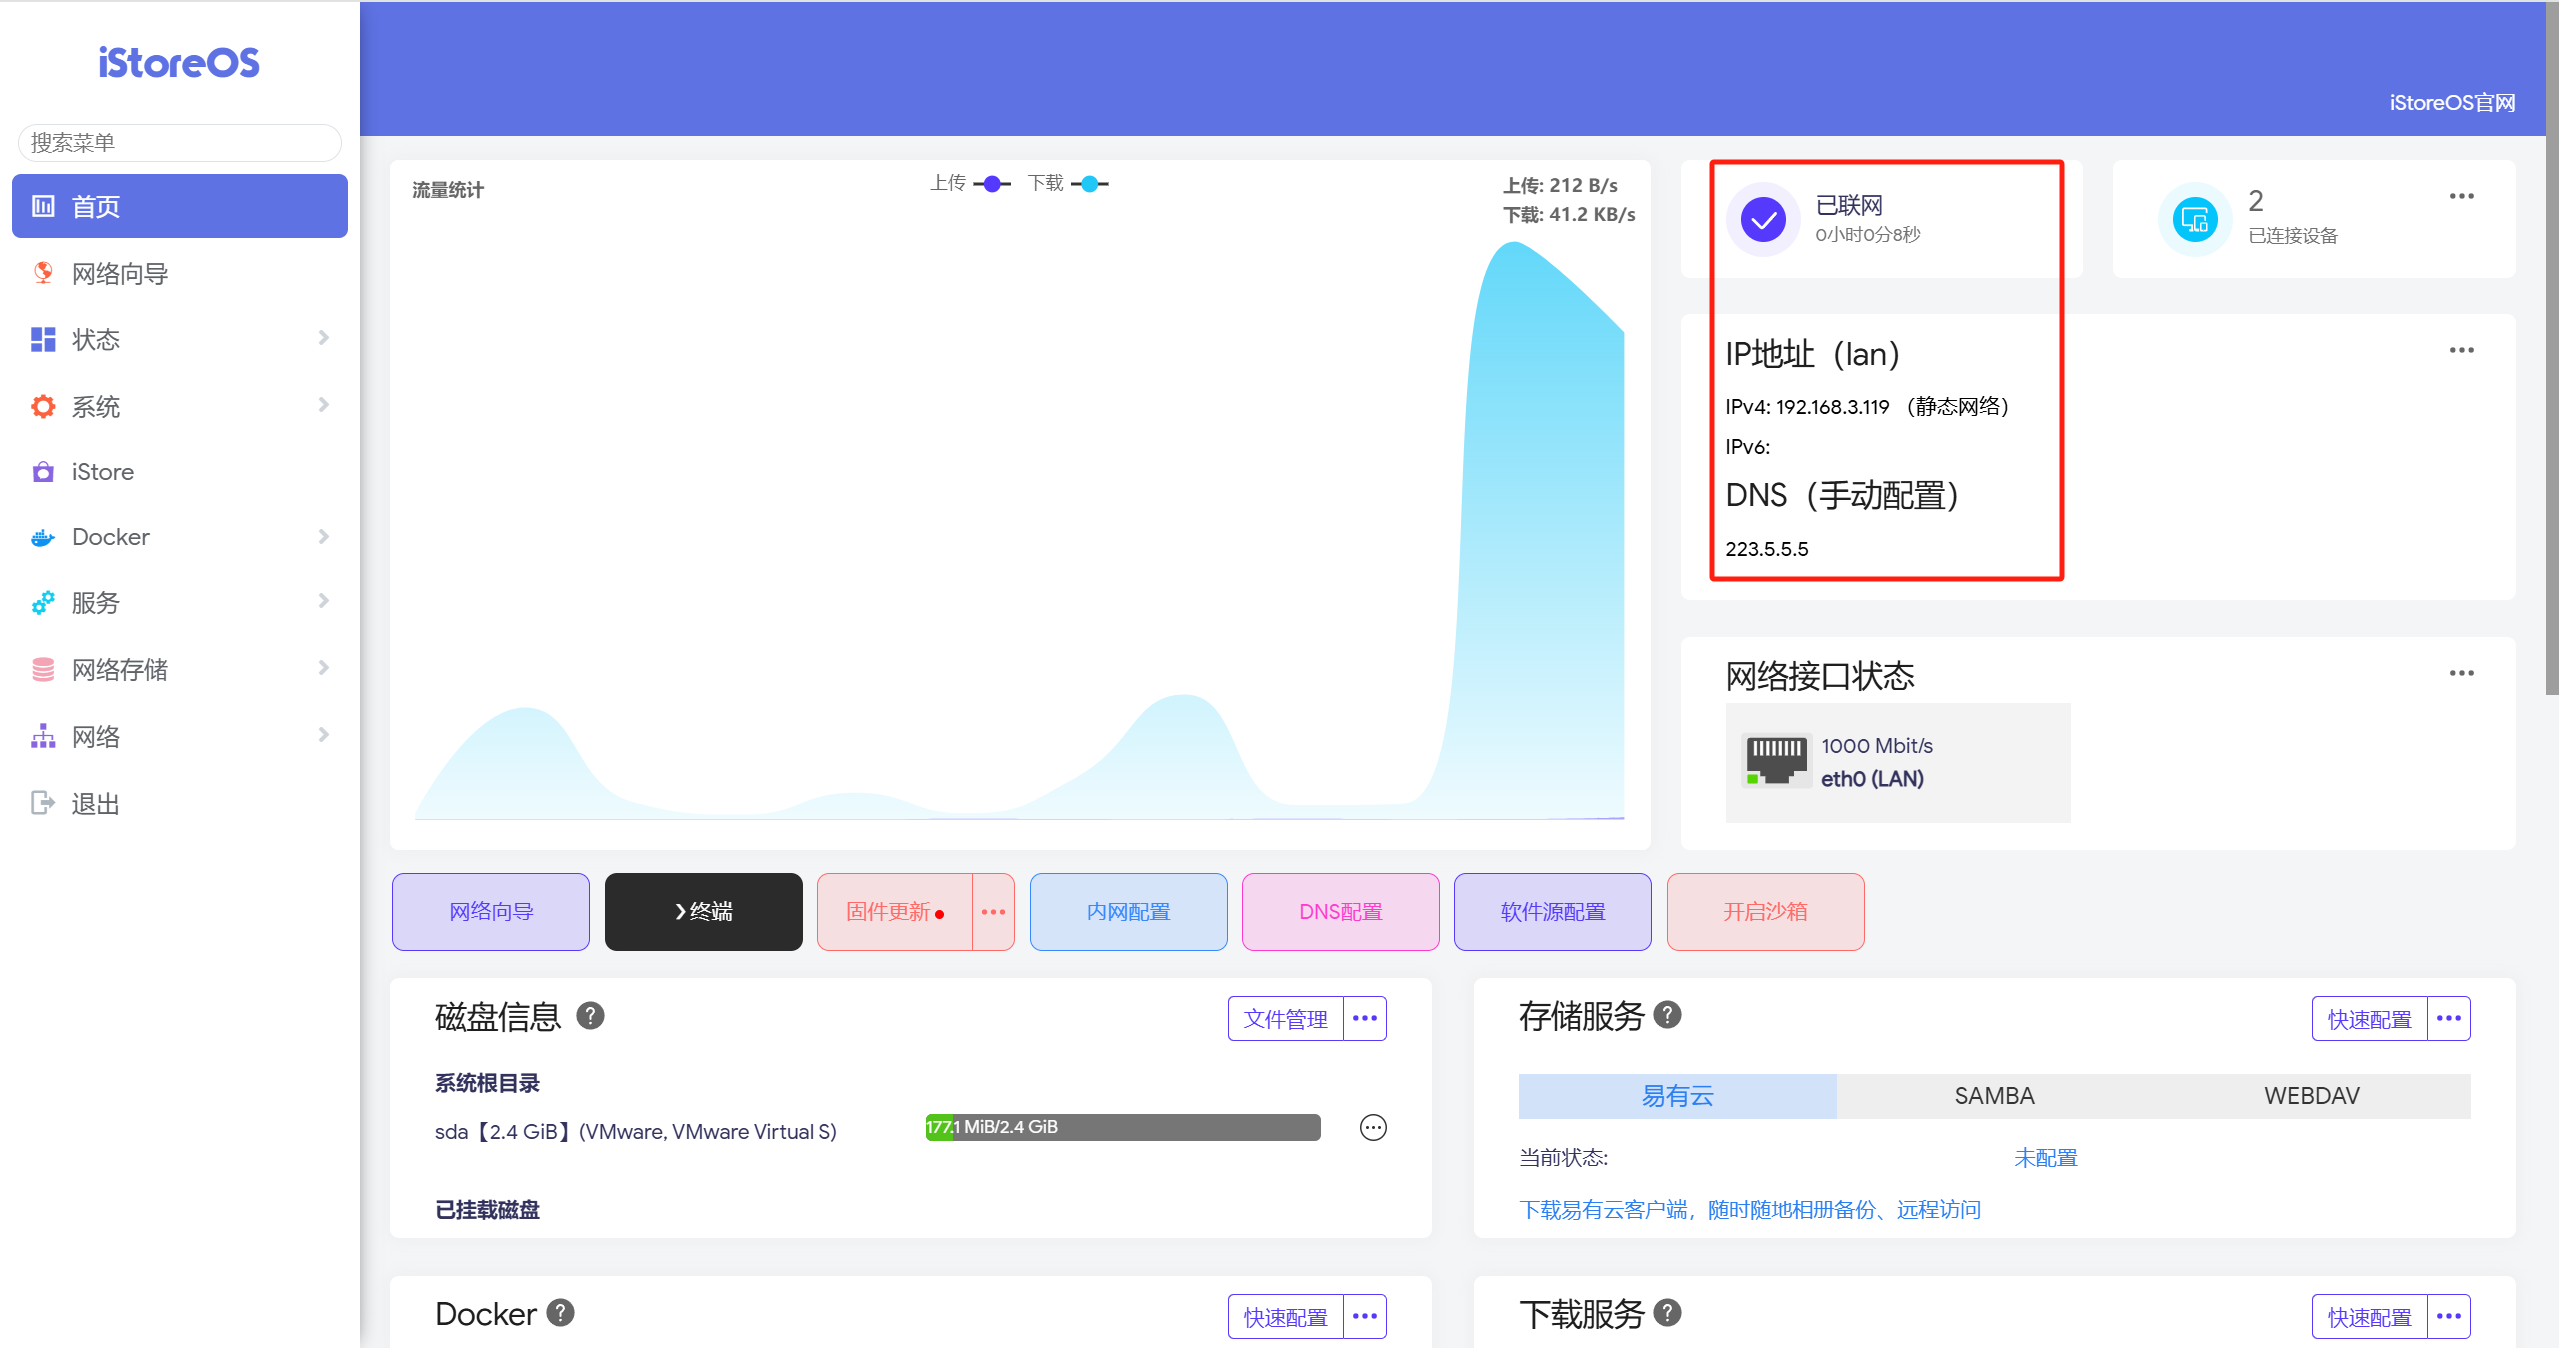 iStoreOS
搜索菜单
首页
网络向导
状态
系统
iStore
Docker
服务
网络存储
网络
退出
iStoreOS官网
流量统计
上传 下载
上传: 212 B/s
下载: 41.2 KB/s
已联网
0小时0分8秒
2
已连接设备
IP地址（lan）
IPv4: 192.168.3.119 （静态网络）
IPv6:
DNS（手动配置）
223.5.5.5
网络接口状态
1000 Mbit/s
eth0 (LAN)
网络向导
终端
固件更新
内网配置
DNS配置
软件源配置
开启沙箱
磁盘信息
文件管理
系统根目录
sda【2.4 GiB】(VMware, VMware Virtual S)
177.1 MiB/2.4 GiB
已挂载磁盘
存储服务
快速配置
易有云
SAMBA
WEBDAV
当前状态:
未配置
下载易有云客户端，随时随地相册备份、远程访问
Docker
快速配置
下载服务
快速配置